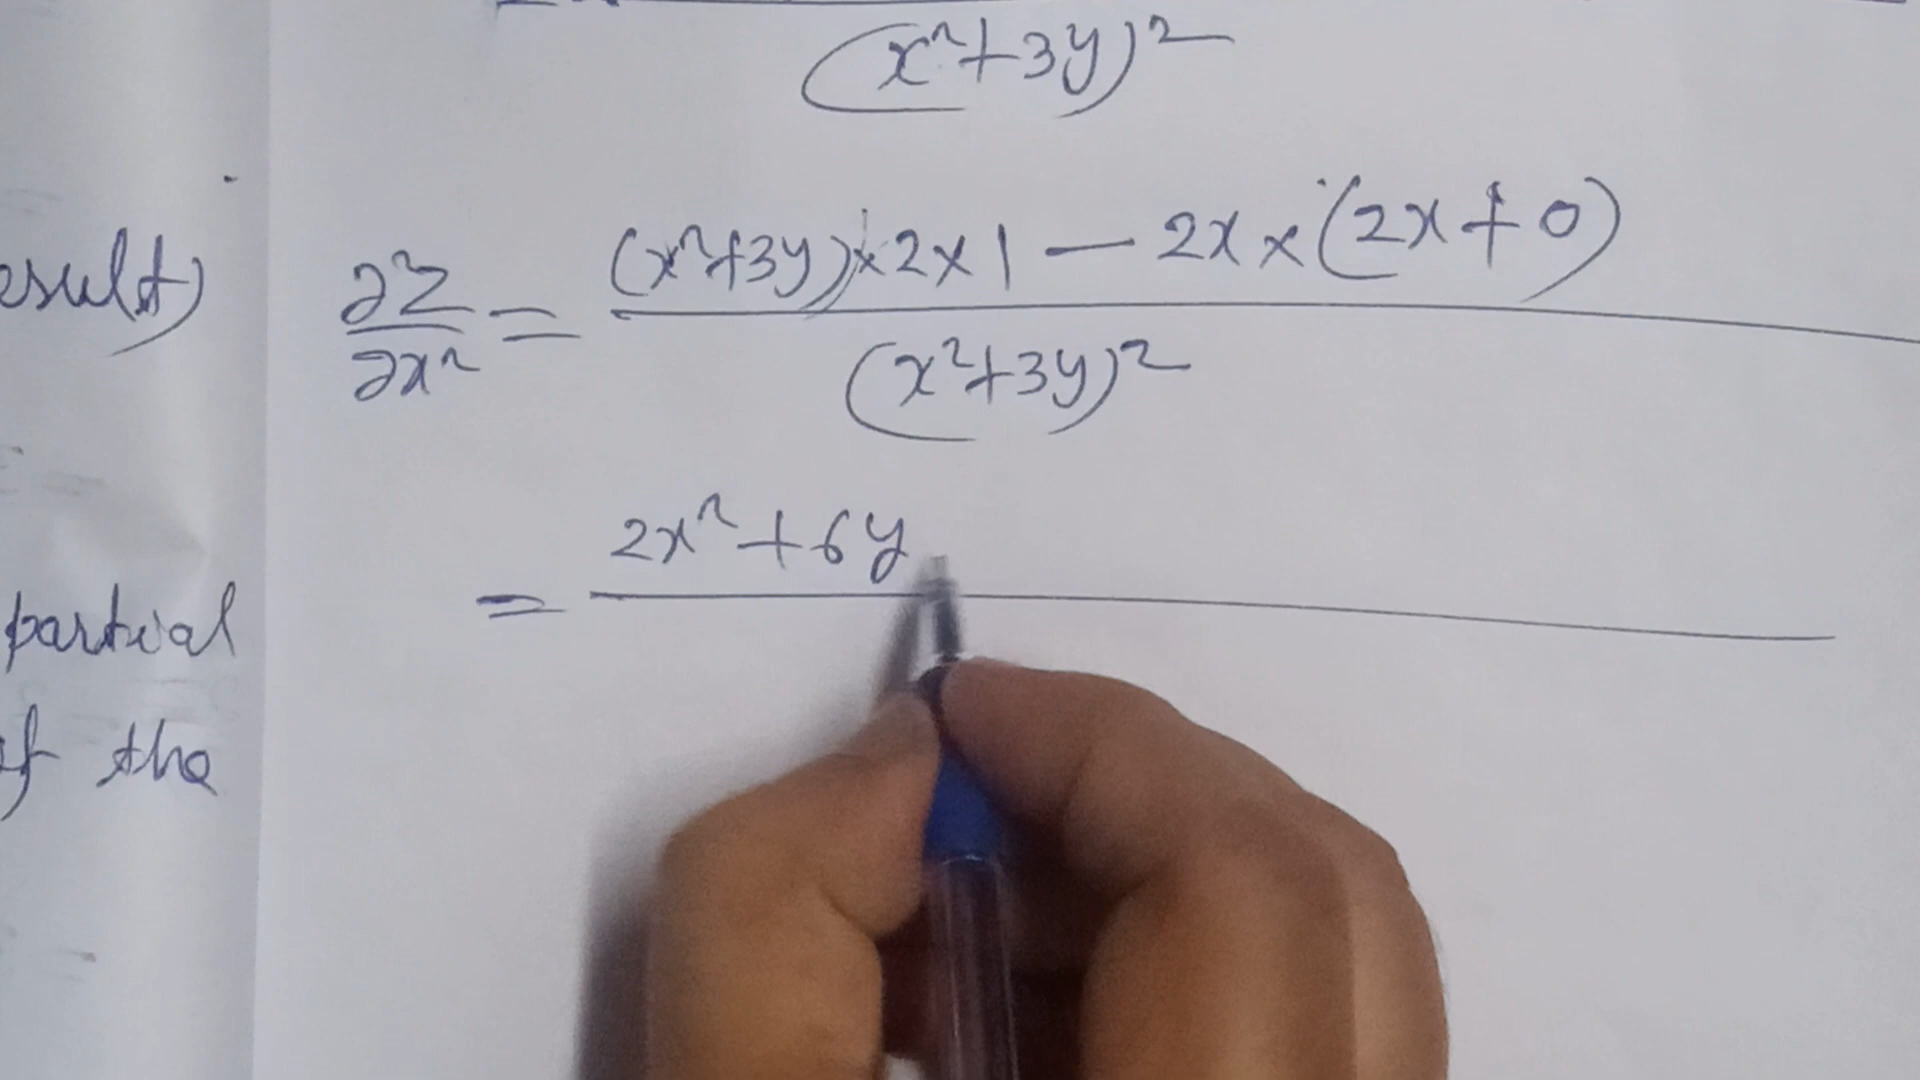 (x²+3y)²
esult)
∂²z/∂x² = ((x²+3y)×2×1 − 2x×(2x+0))/(x²+3y)²
= 2x²+6y
partial
of the